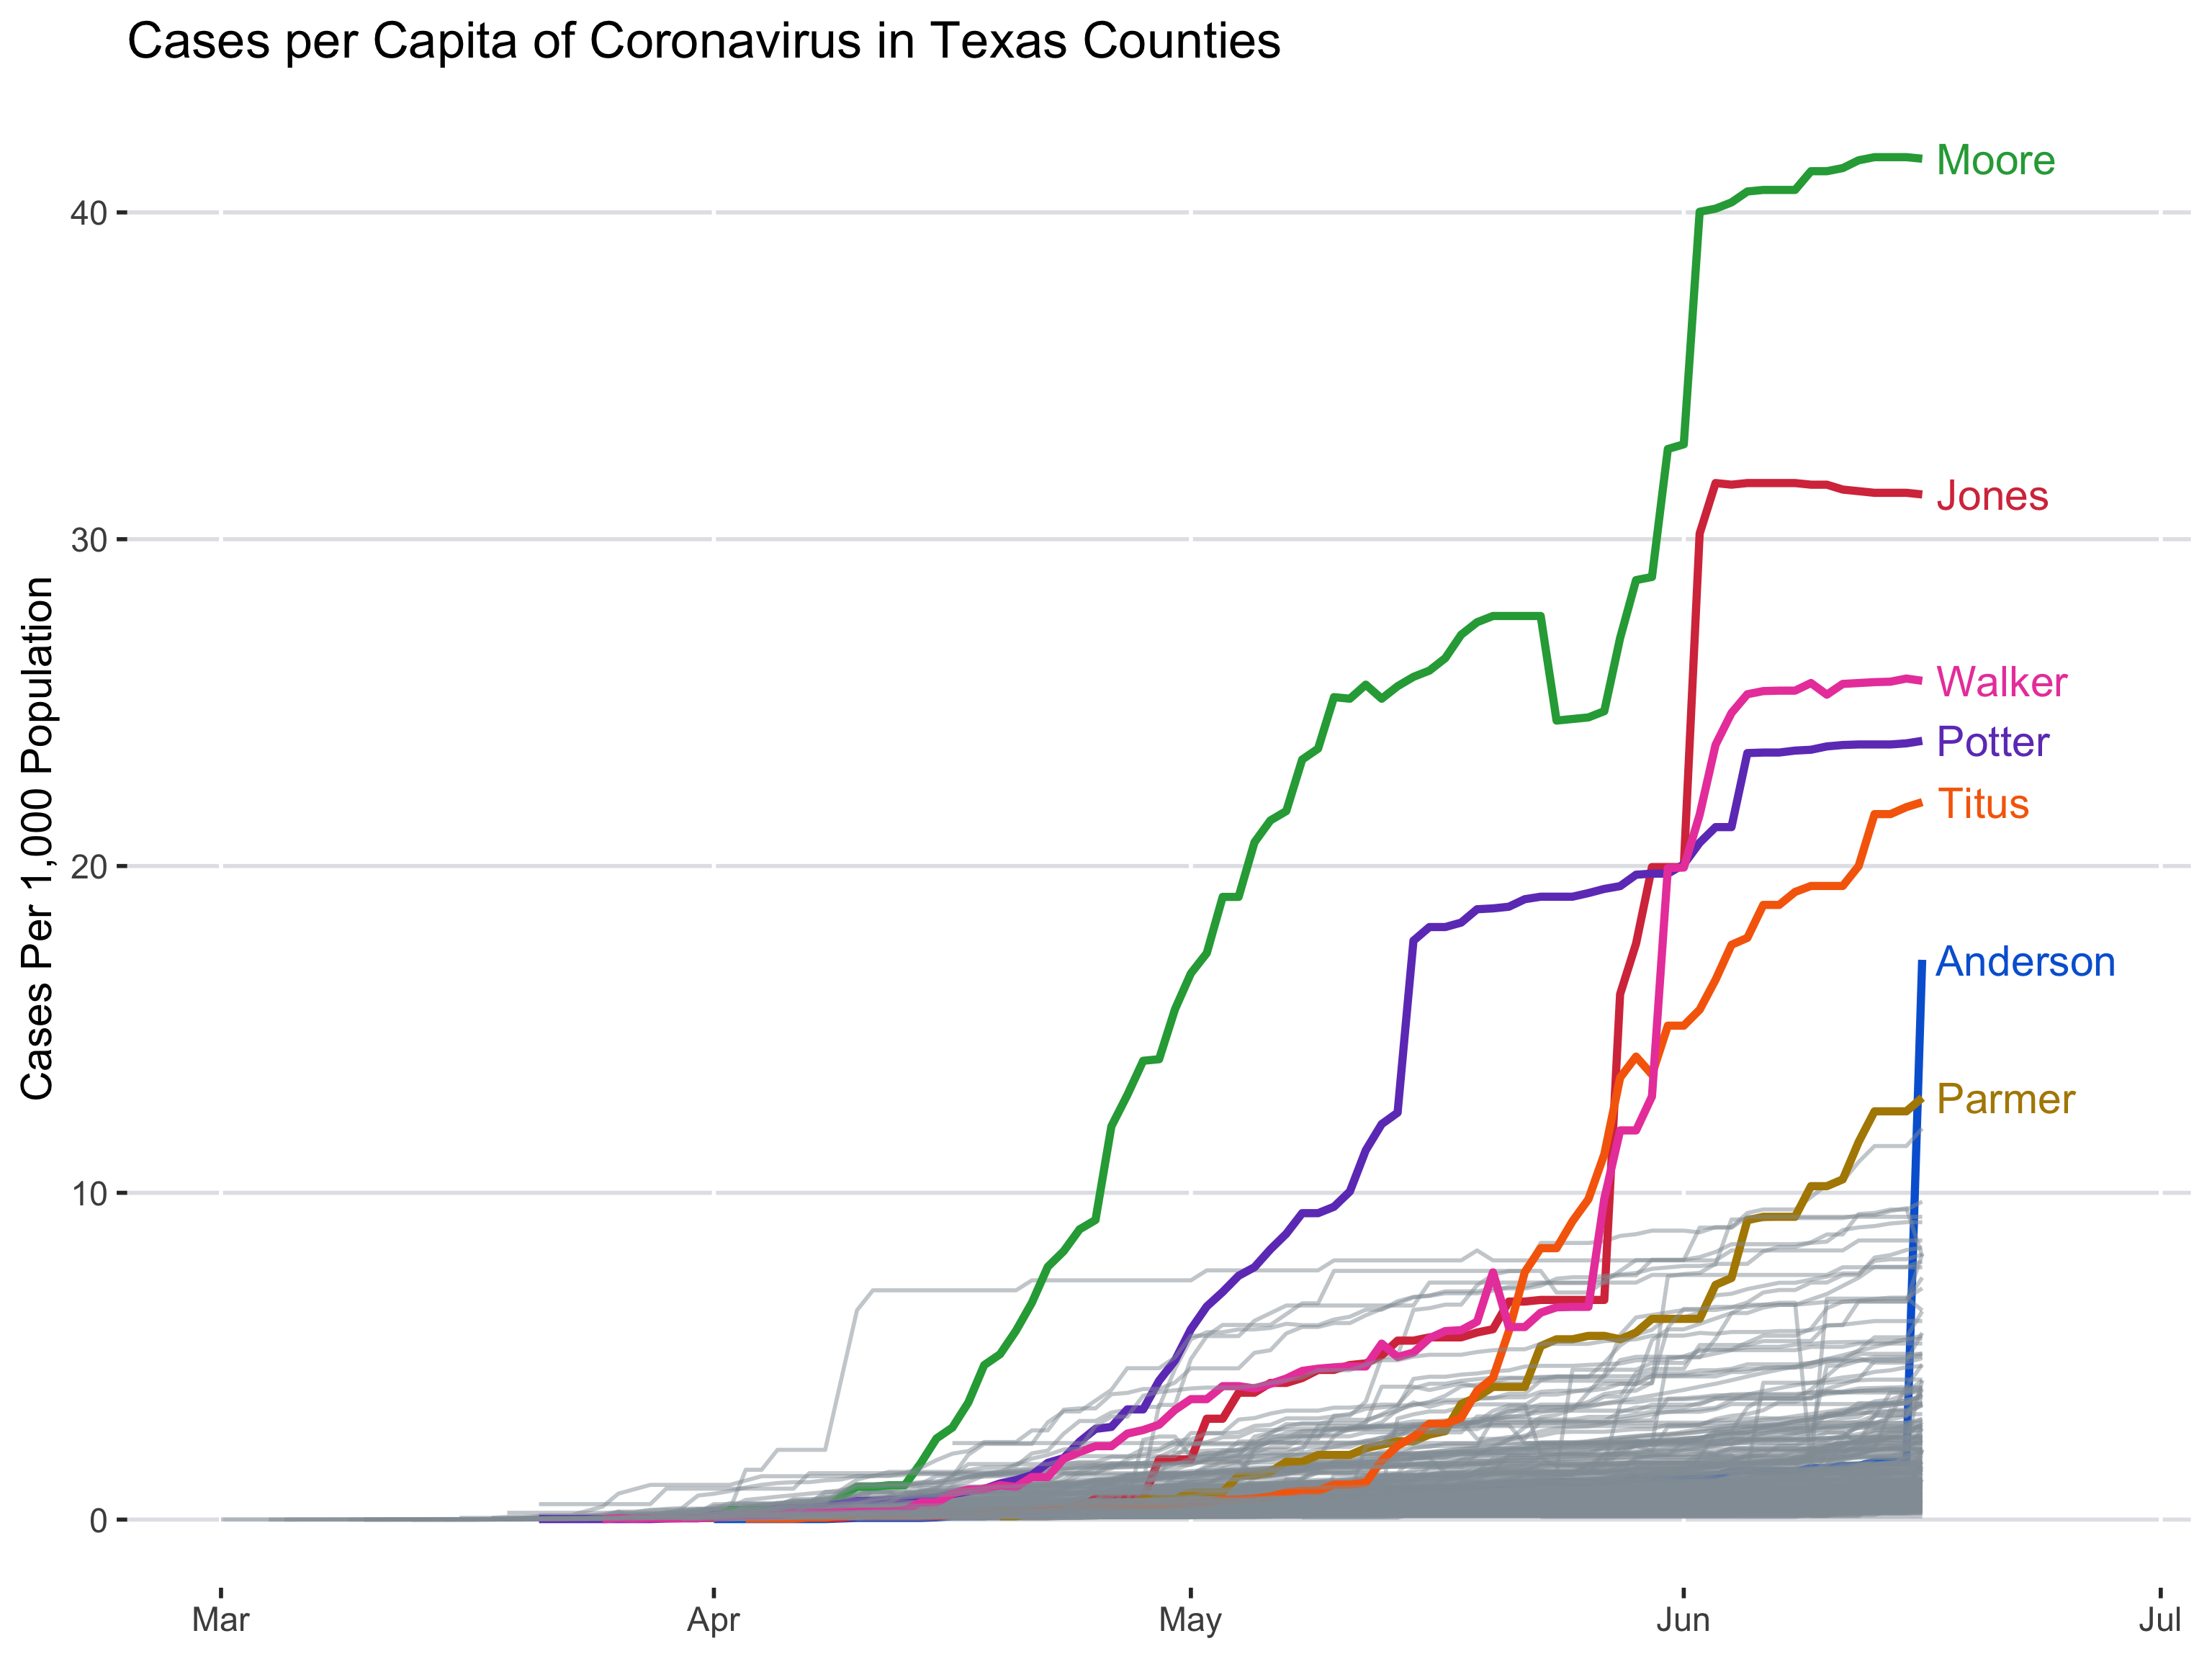 Cases per Capita of Coronavirus in Texas Counties
Cases Per 1,000 Population
40
30
20
10
0
Moore
Jones
Walker
Potter
Titus
Anderson
Parmer
Mar
Apr
May
Jun
Jul